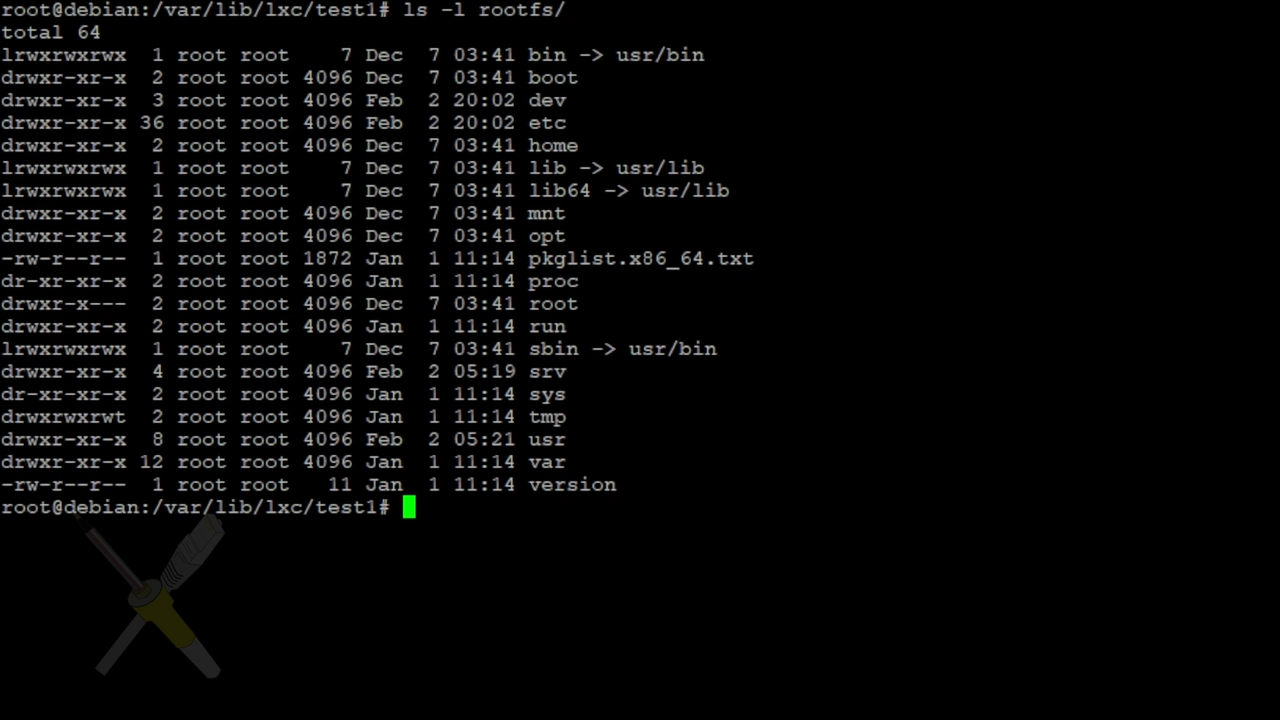 root@debian:/var/lib/lxc/test1# ls -l rootfs/
total 64
lrwxrwxrwx  1 root root    7 Dec  7 03:41 bin -> usr/bin
drwxr-xr-x  2 root root 4096 Dec  7 03:41 boot
drwxr-xr-x  3 root root 4096 Feb  2 20:02 dev
drwxr-xr-x 36 root root 4096 Feb  2 20:02 etc
drwxr-xr-x  2 root root 4096 Dec  7 03:41 home
lrwxrwxrwx  1 root root    7 Dec  7 03:41 lib -> usr/lib
lrwxrwxrwx  1 root root    7 Dec  7 03:41 lib64 -> usr/lib
drwxr-xr-x  2 root root 4096 Dec  7 03:41 mnt
drwxr-xr-x  2 root root 4096 Dec  7 03:41 opt
-rw-r--r--  1 root root 1872 Jan  1 11:14 pkglist.x86_64.txt
dr-xr-xr-x  2 root root 4096 Jan  1 11:14 proc
drwxr-x---  2 root root 4096 Dec  7 03:41 root
drwxr-xr-x  2 root root 4096 Jan  1 11:14 run
lrwxrwxrwx  1 root root    7 Dec  7 03:41 sbin -> usr/bin
drwxr-xr-x  4 root root 4096 Feb  2 05:19 srv
dr-xr-xr-x  2 root root 4096 Jan  1 11:14 sys
drwxrwxrwt  2 root root 4096 Jan  1 11:14 tmp
drwxr-xr-x  8 root root 4096 Feb  2 05:21 usr
drwxr-xr-x 12 root root 4096 Jan  1 11:14 var
-rw-r--r--  1 root root   11 Jan  1 11:14 version
root@debian:/var/lib/lxc/test1#